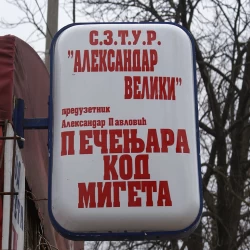 С.З.Т.У.Р.
"АЛЕКСАНДАР
ВЕЛИКИ"
предузетник
Александар Павловић
ПЕЧЕЊАРА
КОД
МИГЕТА